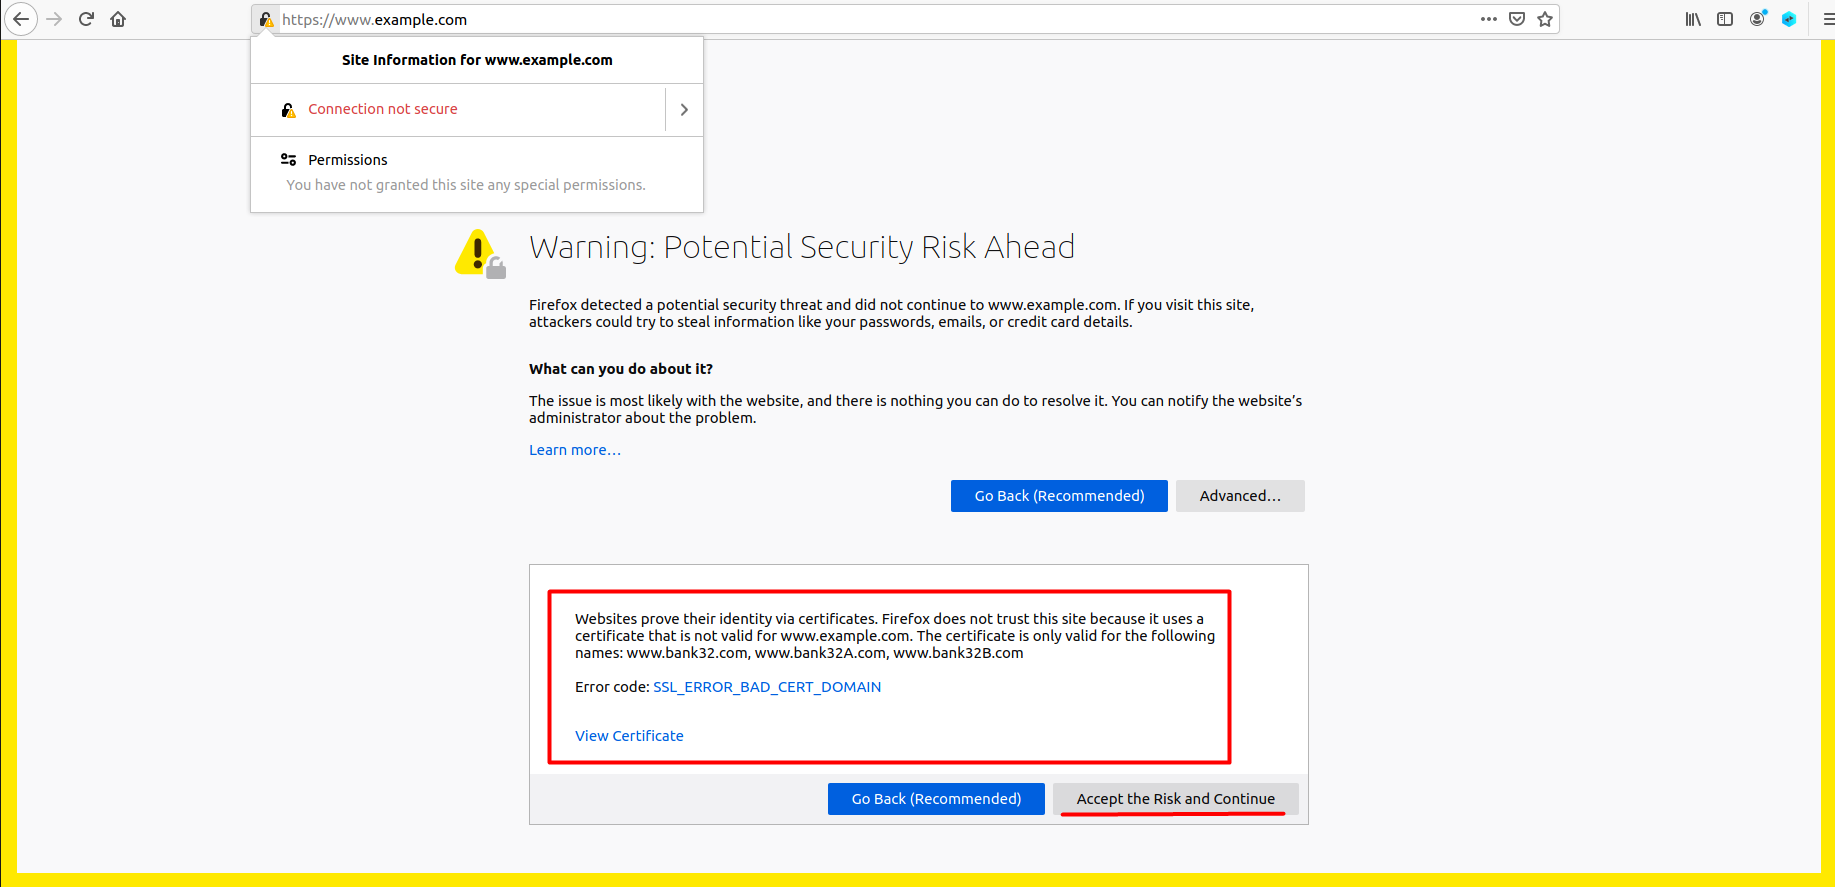 https://www.example.com
Site Information for www.example.com
Connection not secure
Permissions
You have not granted this site any special permissions.
Warning: Potential Security Risk Ahead
Firefox detected a potential security threat and did not continue to www.example.com. If you visit this site,
attackers could try to steal information like your passwords, emails, or credit card details.
What can you do about it?
The issue is most likely with the website, and there is nothing you can do to resolve it. You can notify the website’s
administrator about the problem.
Learn more…
Go Back (Recommended)
Advanced…
Websites prove their identity via certificates. Firefox does not trust this site because it uses a
certificate that is not valid for www.example.com. The certificate is only valid for the following
names: www.bank32.com, www.bank32A.com, www.bank32B.com
Error code: SSL_ERROR_BAD_CERT_DOMAIN
View Certificate
Go Back (Recommended)
Accept the Risk and Continue